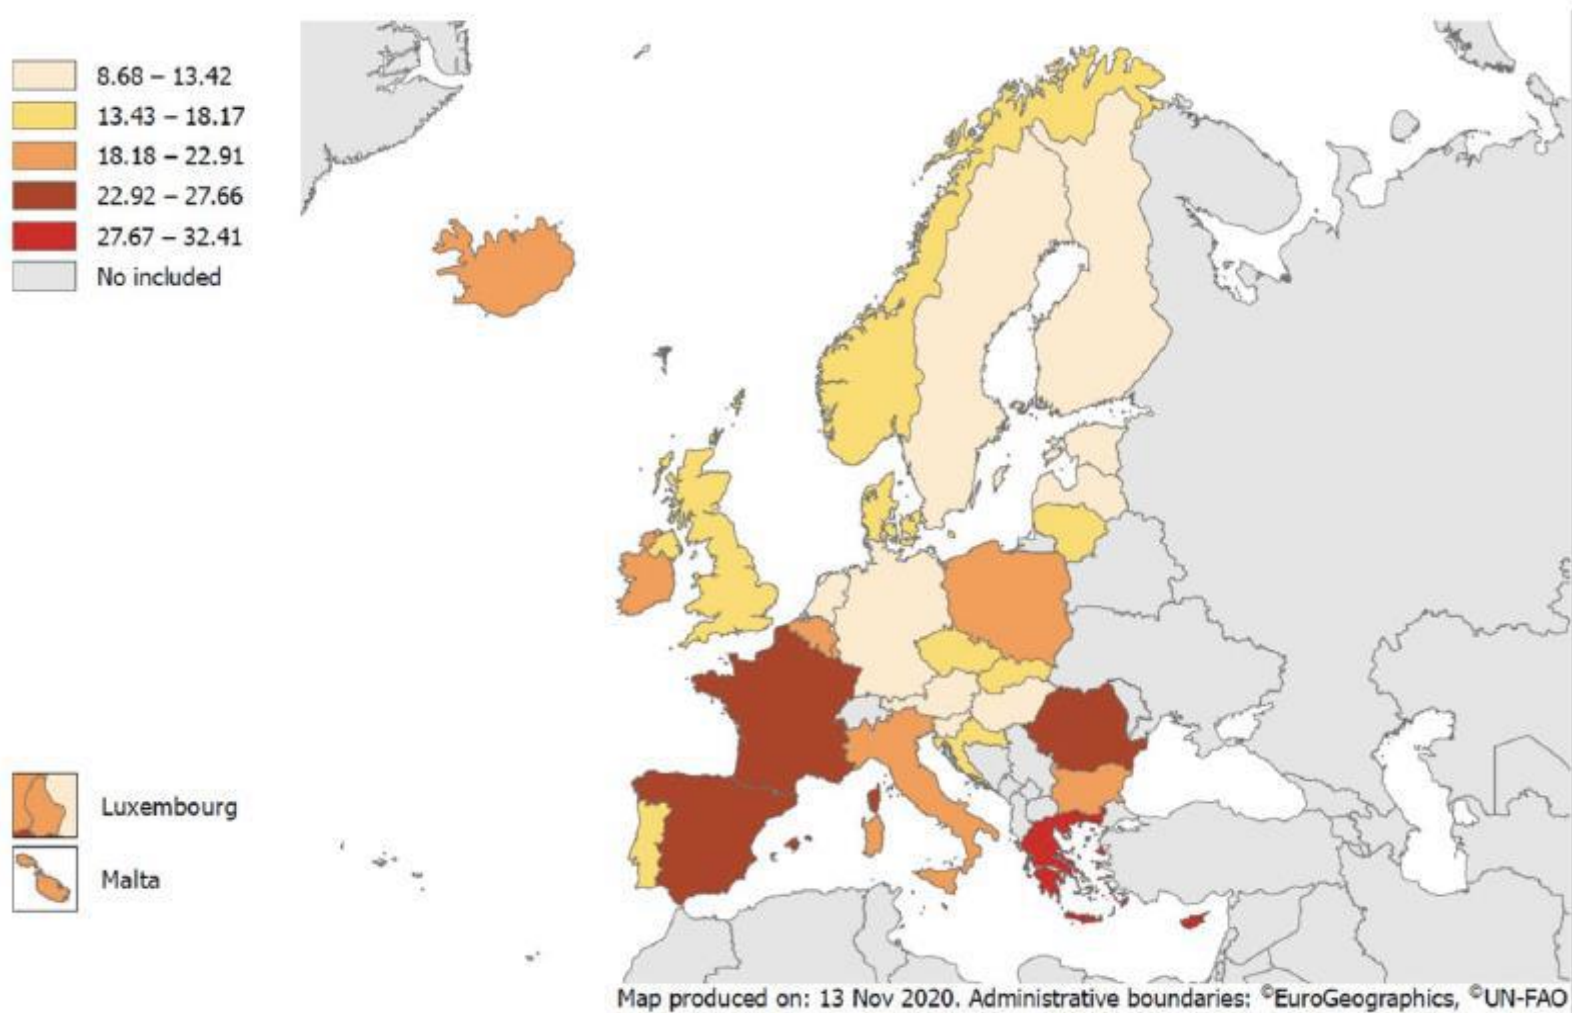 8.68 – 13.42
13.43 – 18.17
18.18 – 22.91
22.92 – 27.66
27.67 – 32.41
No included
Luxembourg
Malta
Map produced on: 13 Nov 2020. Administrative boundaries: ©EuroGeographics, ©UN-FAO